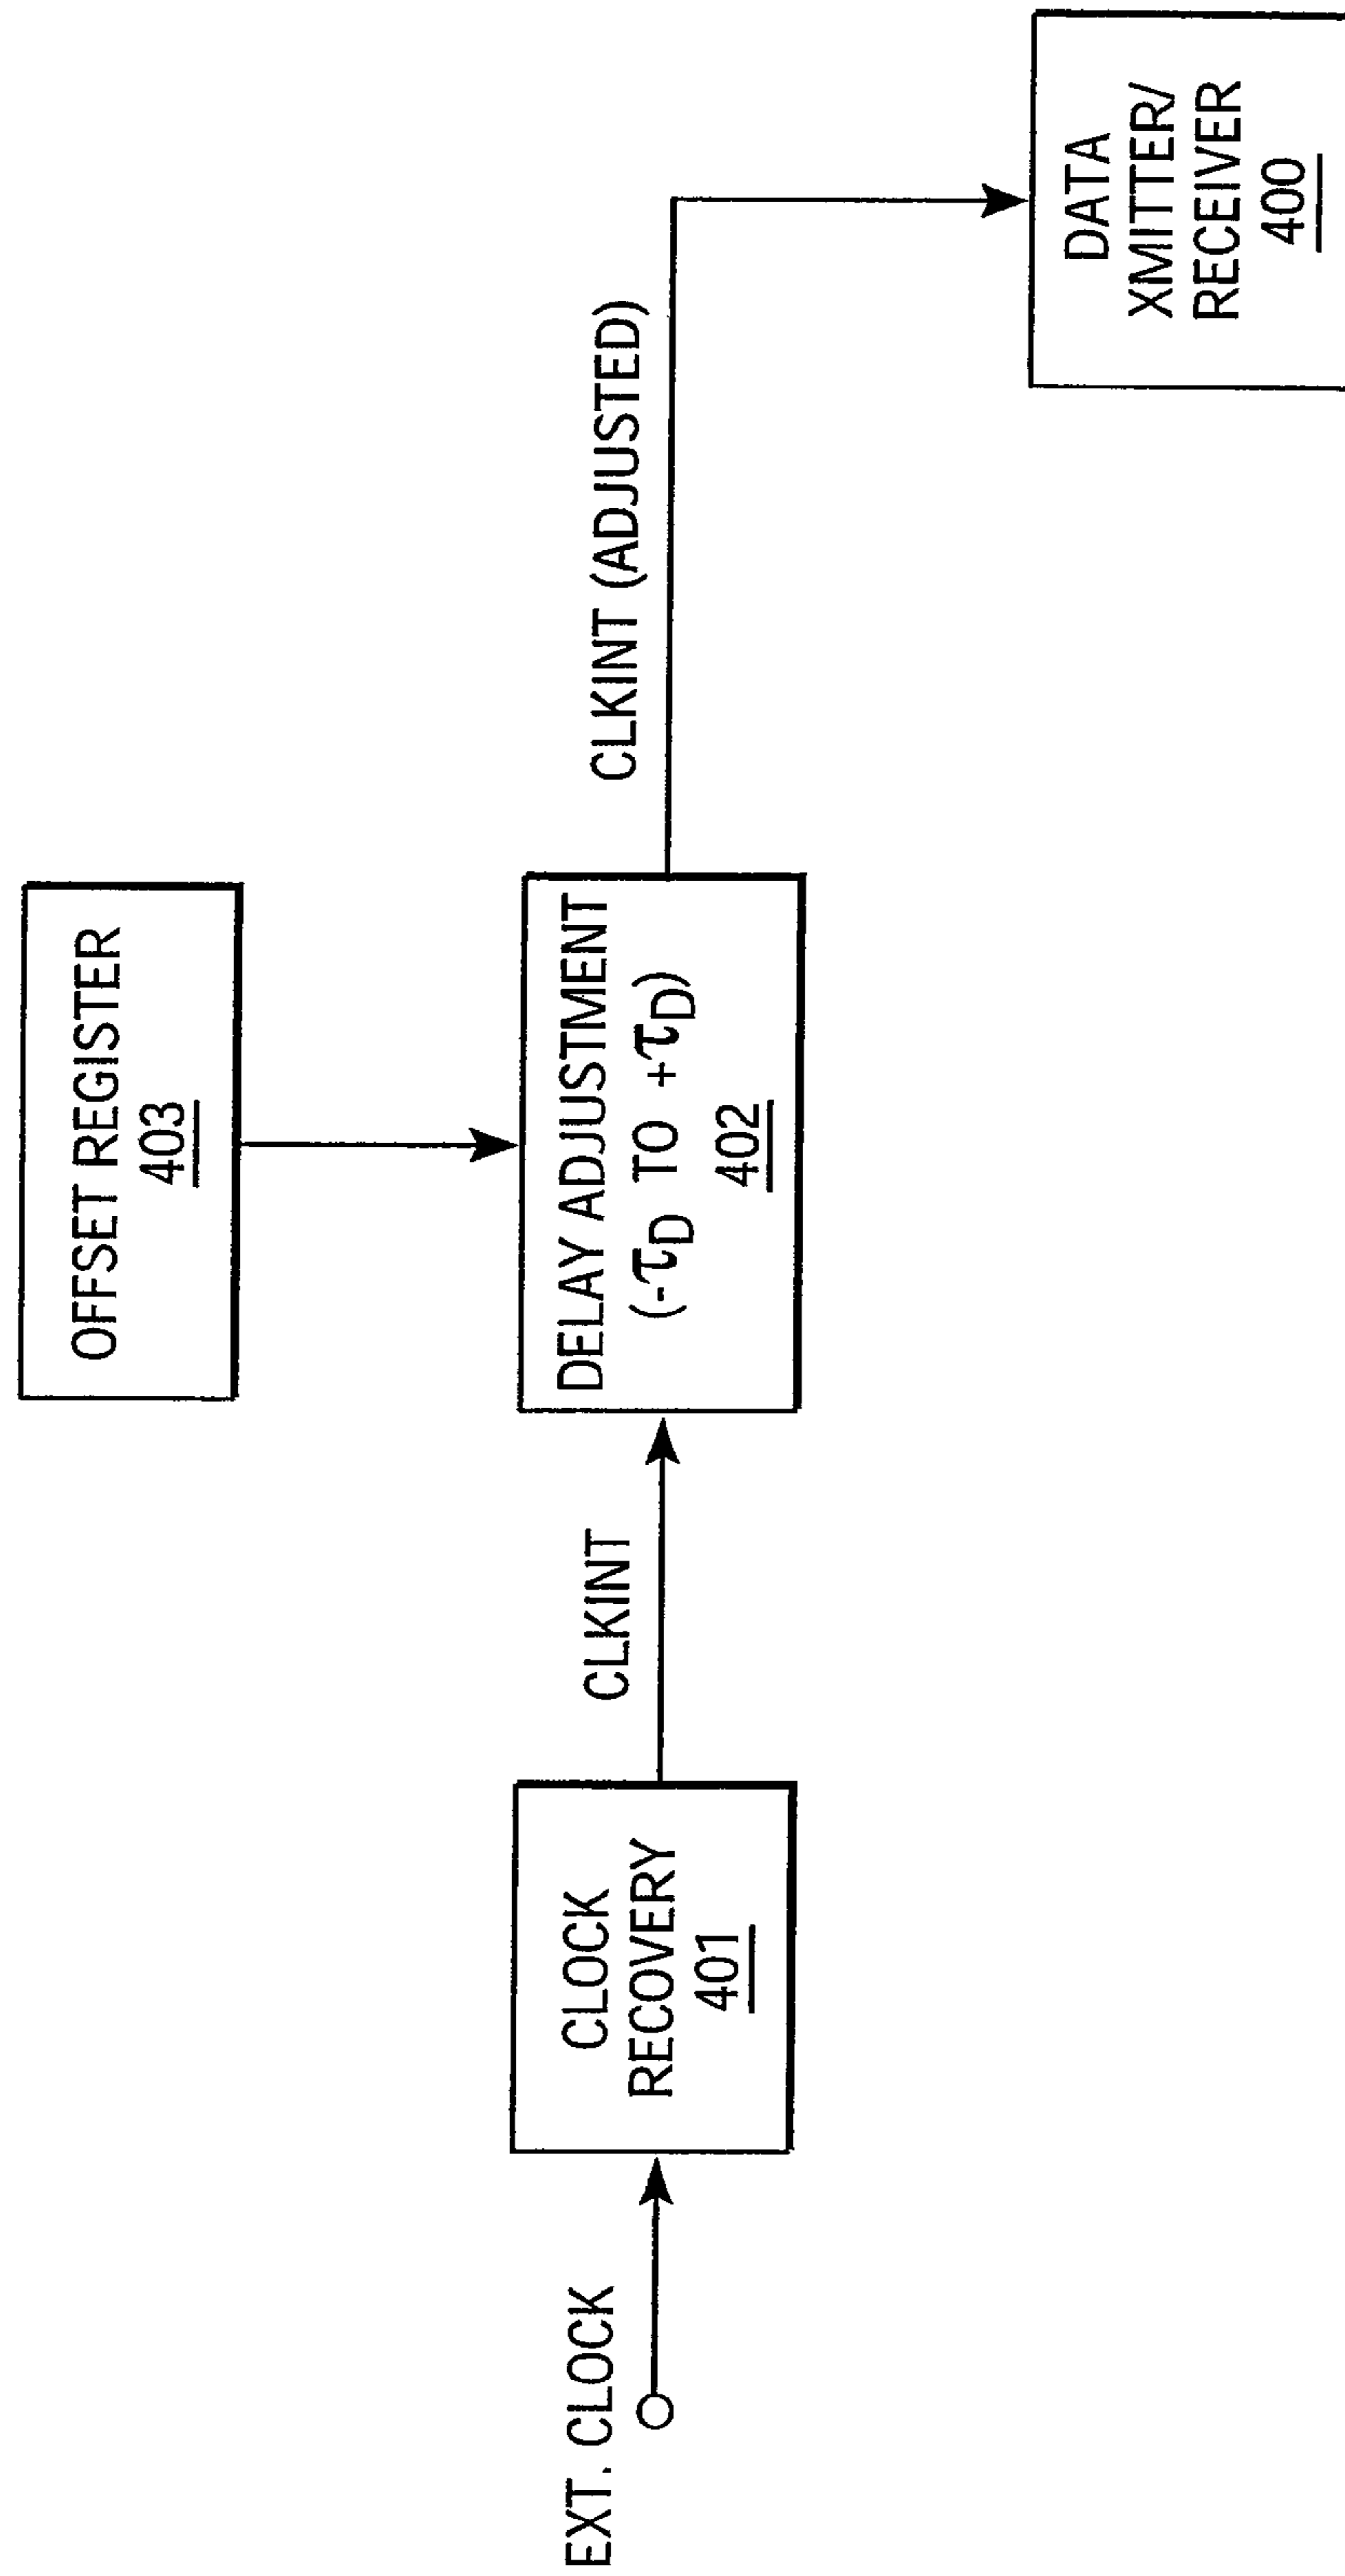 OFFSET REGISTER
403
EXT. CLOCK
CLOCK
RECOVERY
401
CLKINT
DELAY ADJUSTMENT
(-τD TO +τD)
402
CLKINT (ADJUSTED)
DATA
XMITTER/
RECEIVER
400